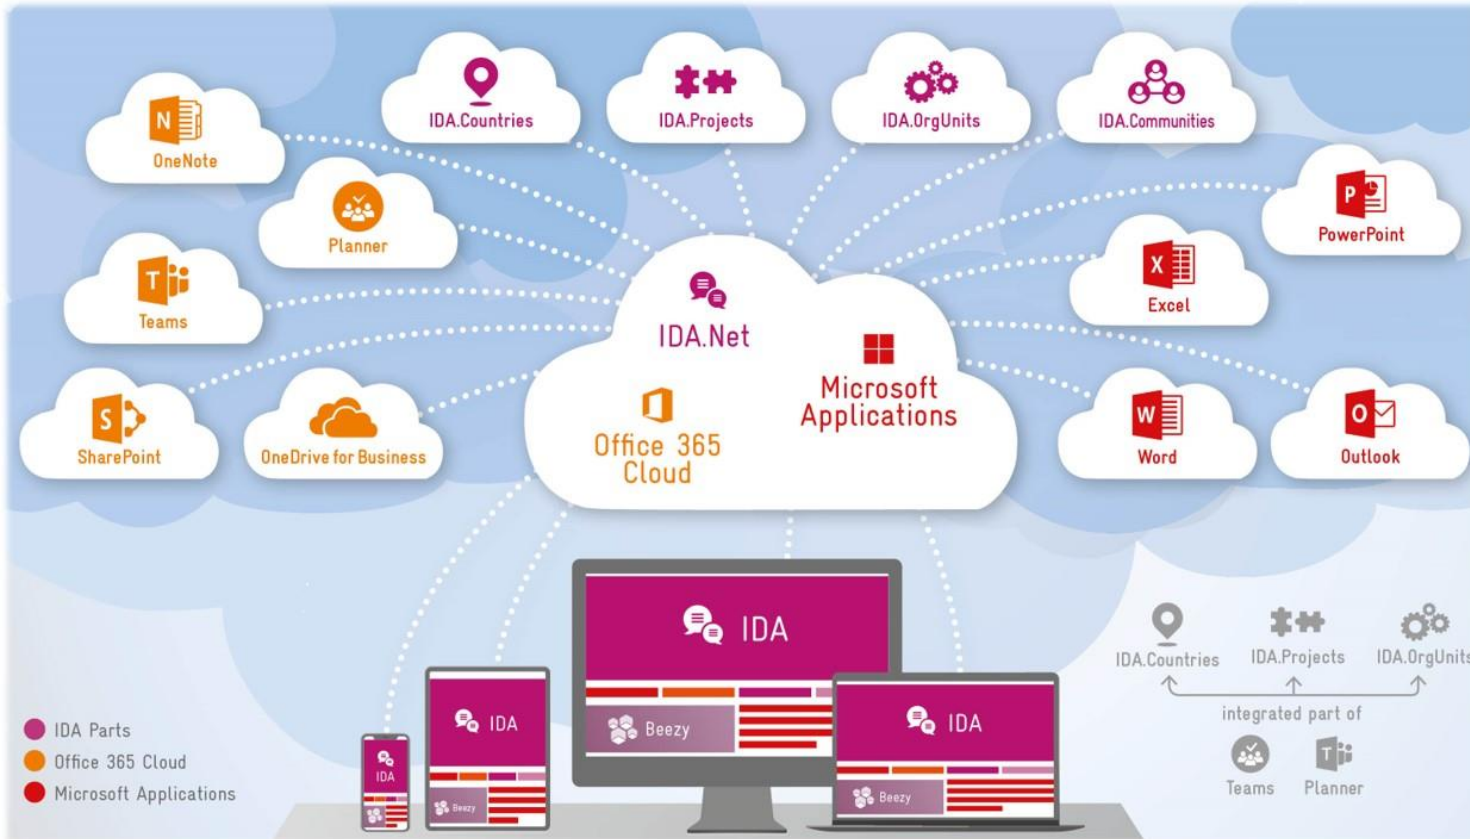 IDA.Countries
IDA.Projects
IDA.OrgUnits
IDA.Communities
N
OneNote
Planner
P
PowerPoint
T
Teams
X
Excel
IDA.Net
Microsoft
Applications
Office 365
Cloud
S
SharePoint
OneDrive for Business
W
Word
O
Outlook
IDA
Beezy
IDA
Beezy
IDA
Beezy
IDA
Beezy
IDA Parts
Office 365 Cloud
Microsoft Applications
IDA.Countries
IDA.Projects
IDA.OrgUnits
integrated part of
T
Teams
Planner